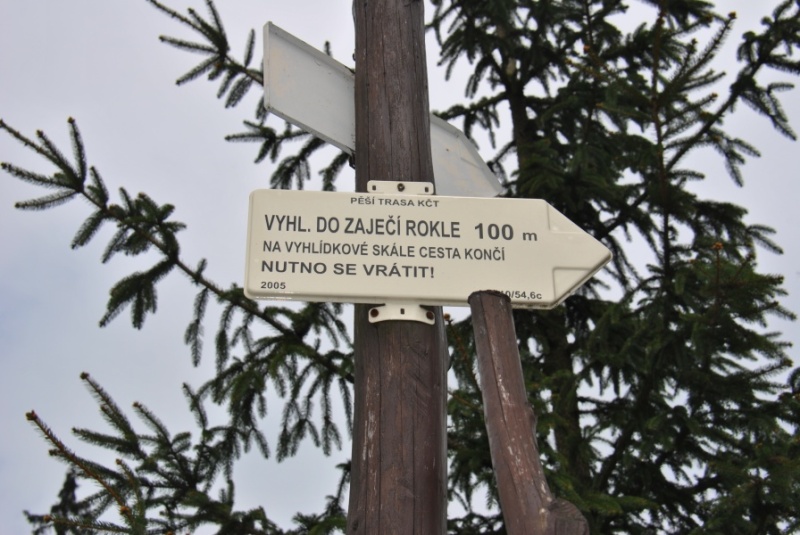 PĚŠÍ TRASA KČT
VYHL. DO ZAJEČÍ ROKLE 100 m
NA VYHLÍDKOVÉ SKÁLE CESTA KONČÍ
NUTNO SE VRÁTIT!
2005